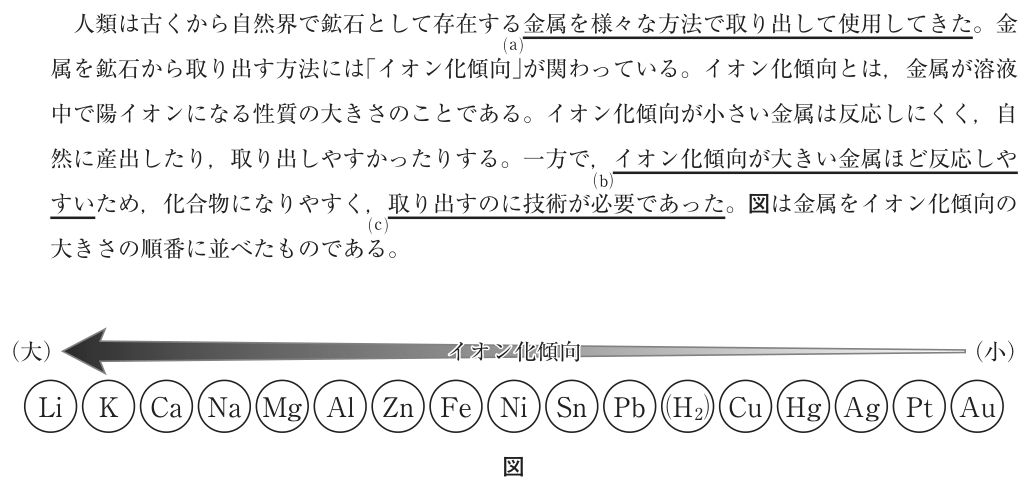 人類は古くから自然界で鉱石として存在する金属を様々な方法で取り出して使用してきた。金
(a)
属を鉱石から取り出す方法には「イオン化傾向」が関わっている。イオン化傾向とは，金属が溶液
中で陽イオンになる性質の大きさのことである。イオン化傾向が小さい金属は反応しにくく，自
然に産出したり，取り出しやすかったりする。一方で，イオン化傾向が大きい金属ほど反応しや
(b)
すいため，化合物になりやすく，取り出すのに技術が必要であった。図は金属をイオン化傾向の
(c)
大きさの順番に並べたものである。
（大） イオン化傾向 （小）
Li K Ca Na Mg Al Zn Fe Ni Sn Pb (H₂) Cu Hg Ag Pt Au
図